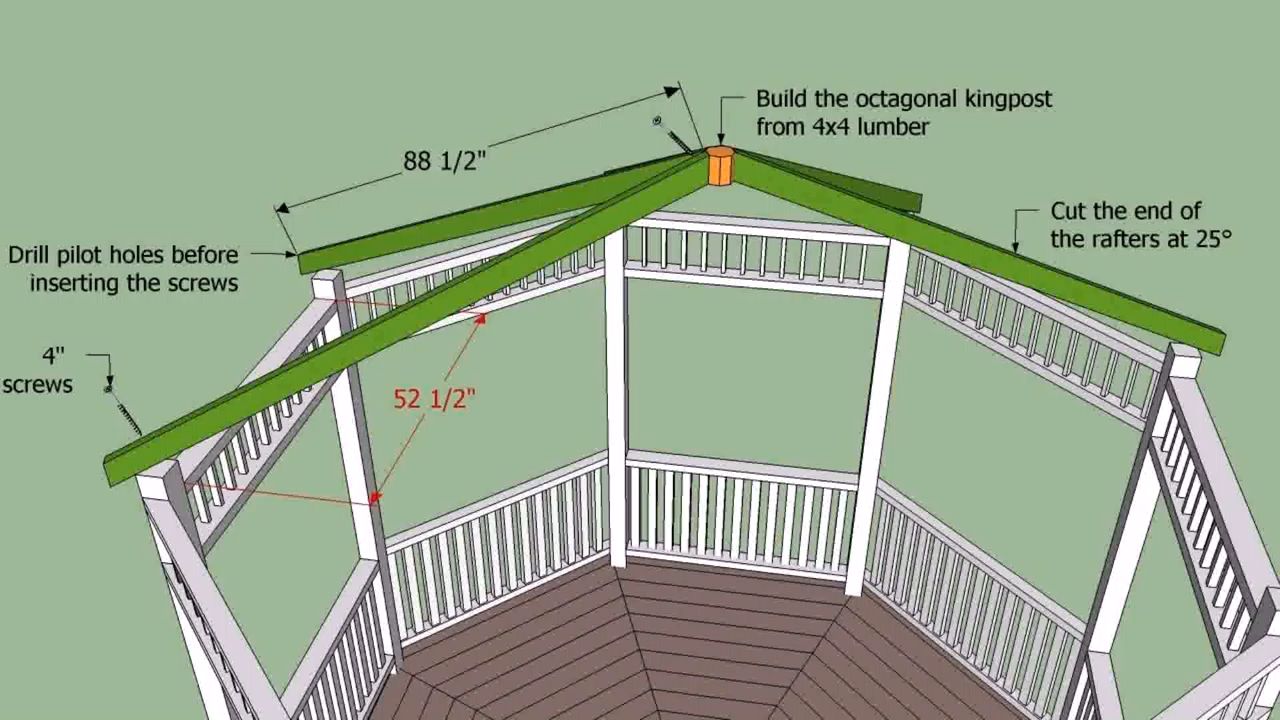 Build the octagonal kingpost
from 4x4 lumber
88 1/2"
Cut the end of
the rafters at 25°
Drill pilot holes before
inserting the screws
4"
screws
52 1/2"